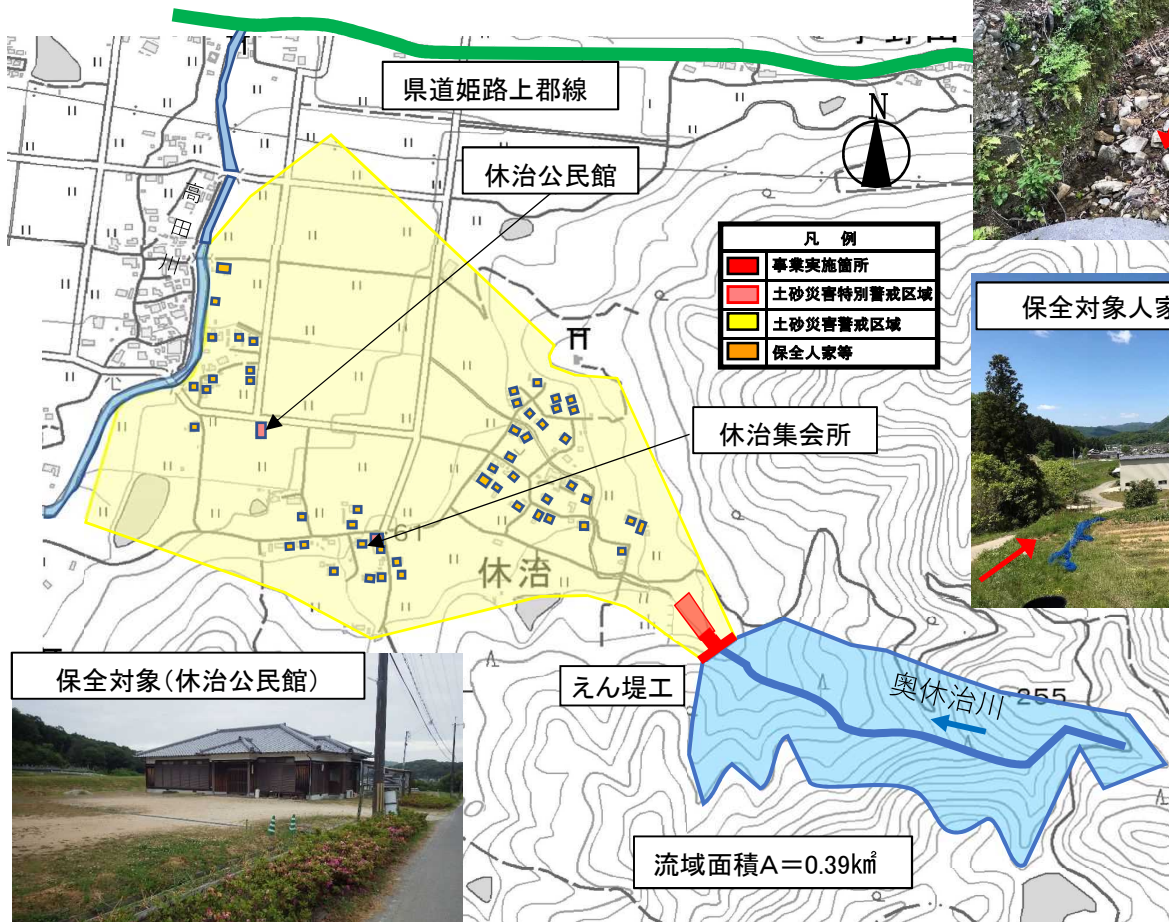 県道姫路上郡線
N
休治公民館
高田川
凡 例
事業実施箇所
土砂災害特別警戒区域
土砂災害警戒区域
保全人家等
保全対象人家
休治集会所
61
休治
保全対象(休治公民館)
えん堤工
奥休治川
255
流域面積A=0.39k㎡